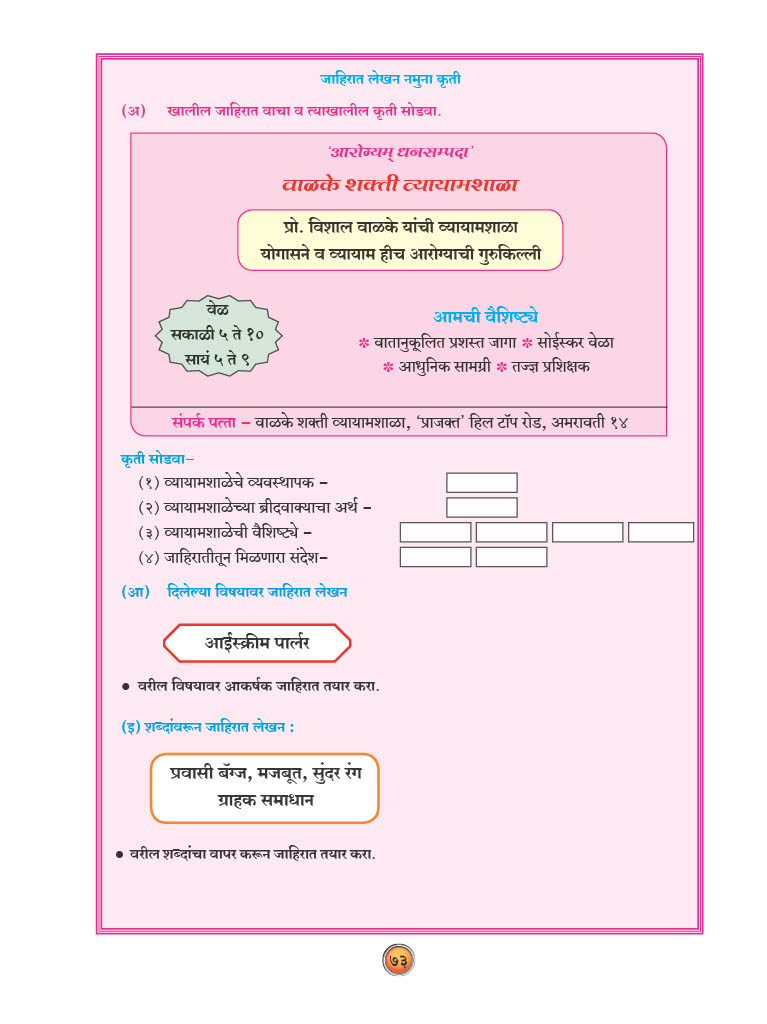 जाहिरात लेखन नमुना कृती
(अ) खालील जाहिरात वाचा व त्याखालील कृती सोडवा.
‘आरोग्यम् धनसम्पदा’
वाळके शक्ती व्यायामशाळा
प्रो. विशाल वाळके यांची व्यायामशाळा
योगासने व व्यायाम हीच आरोग्याची गुरुकिल्ली
वेळ
सकाळी ५ ते १०
सायं ५ ते ९
आमची वैशिष्ट्ये
✽ वातानुकूलित प्रशस्त जागा ✽ सोईस्कर वेळा
✽ आधुनिक सामग्री ✽ तज्ज्ञ प्रशिक्षक
संपर्क पत्ता – वाळके शक्ती व्यायामशाळा, ‘प्राजक्त’ हिल टॉप रोड, अमरावती १४
कृती सोडवा–
(१) व्यायामशाळेचे व्यवस्थापक –
(२) व्यायामशाळेच्या ब्रीदवाक्याचा अर्थ –
(३) व्यायामशाळेची वैशिष्ट्ये –
(४) जाहिरातीतून मिळणारा संदेश–
(आ) दिलेल्या विषयावर जाहिरात लेखन
आईस्क्रीम पार्लर
● वरील विषयावर आकर्षक जाहिरात तयार करा.
(इ) शब्दांवरून जाहिरात लेखन :
प्रवासी बॅग्ज, मजबूत, सुंदर रंग
ग्राहक समाधान
● वरील शब्दांचा वापर करून जाहिरात तयार करा.
७३